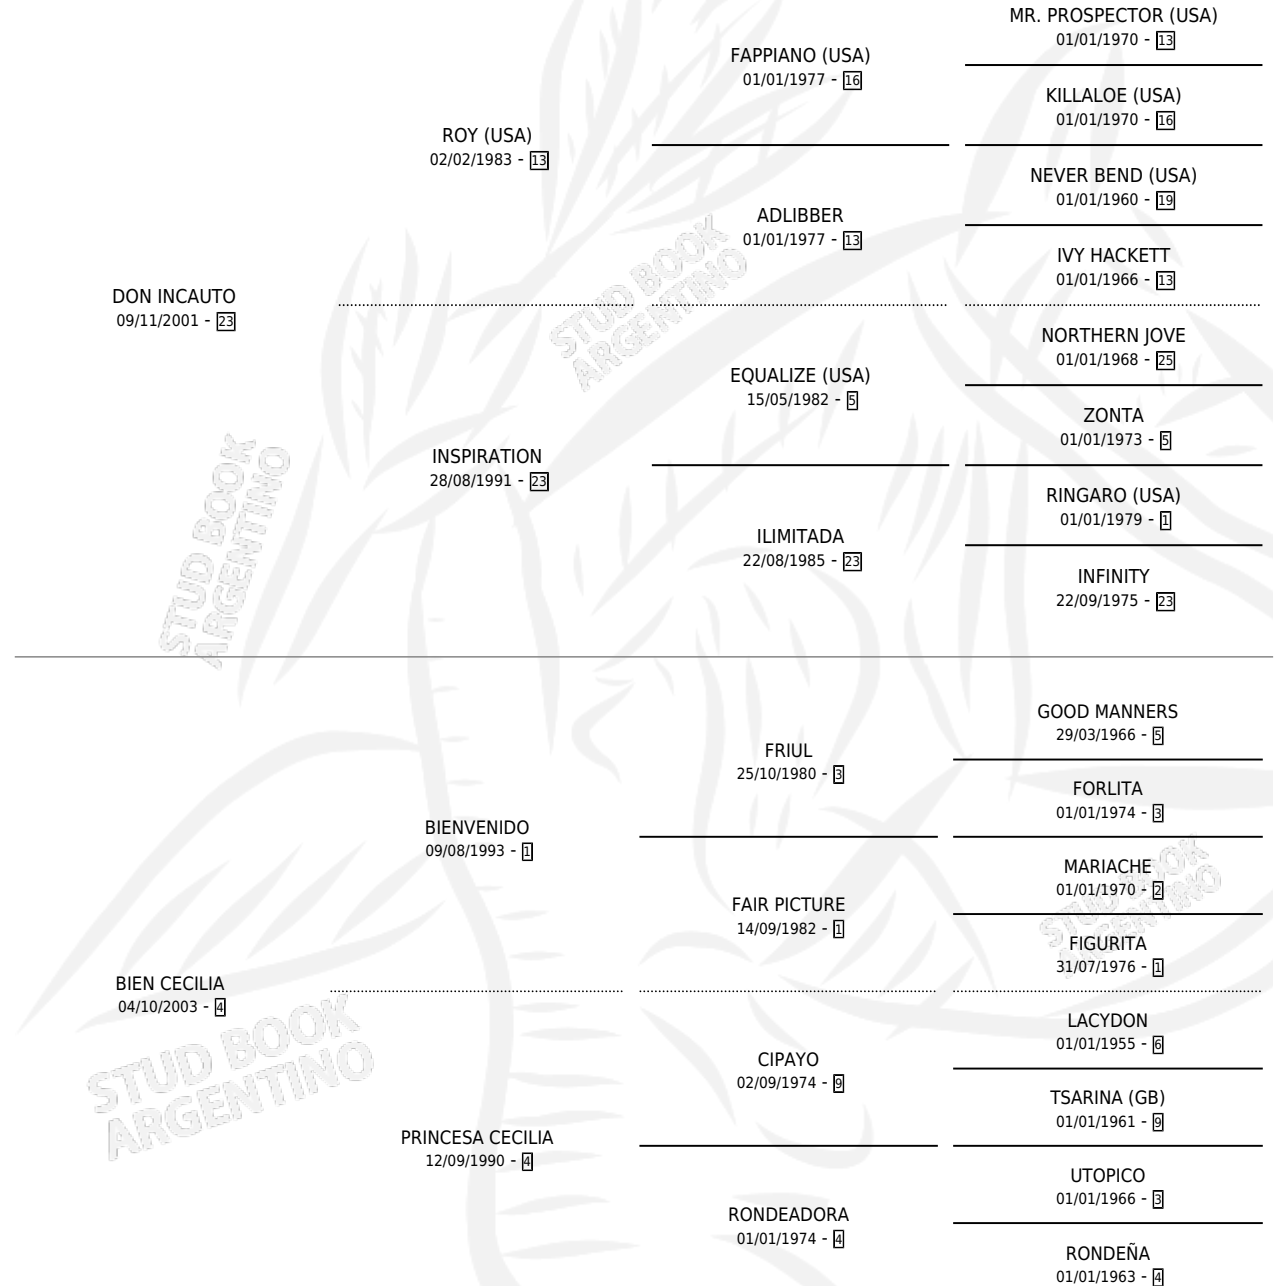 MR. PROSPECTOR (USA)
01/01/1970 - 13
FAPPIANO (USA)
01/01/1977 - 16
KILLALOE (USA)
01/01/1970 - 16
ROY (USA)
02/02/1983 - 13
NEVER BEND (USA)
01/01/1960 - 19
ADLIBBER
01/01/1977 - 13
IVY HACKETT
01/01/1966 - 13
DON INCAUTO
09/11/2001 - 23
STUD BOOK
ARGENTINO
NORTHERN JOVE
01/01/1968 - 25
EQUALIZE (USA)
15/05/1982 - 5
ZONTA
01/01/1973 - 5
INSPIRATION
28/08/1991 - 23
RINGARO (USA)
01/01/1979 - 1
ILIMITADA
22/08/1985 - 23
INFINITY
22/09/1975 - 23
STUD BOOK
ARGENTINO
GOOD MANNERS
29/03/1966 - 5
FRIUL
25/10/1980 - 3
FORLITA
01/01/1974 - 3
BIENVENIDO
09/08/1993 - 1
MARIACHE
01/01/1970 - 2
FAIR PICTURE
14/09/1982 - 1
FIGURITA
31/07/1976 - 1
STUD BOOK
ARGENTINO
BIEN CECILIA
04/10/2003 - 4
LACYDON
01/01/1955 - 6
CIPAYO
02/09/1974 - 9
TSARINA (GB)
01/01/1961 - 9
STUD BOOK
ARGENTINO
PRINCESA CECILIA
12/09/1990 - 4
UTOPICO
01/01/1966 - 3
RONDEADORA
01/01/1974 - 4
RONDEÑA
01/01/1963 - 4